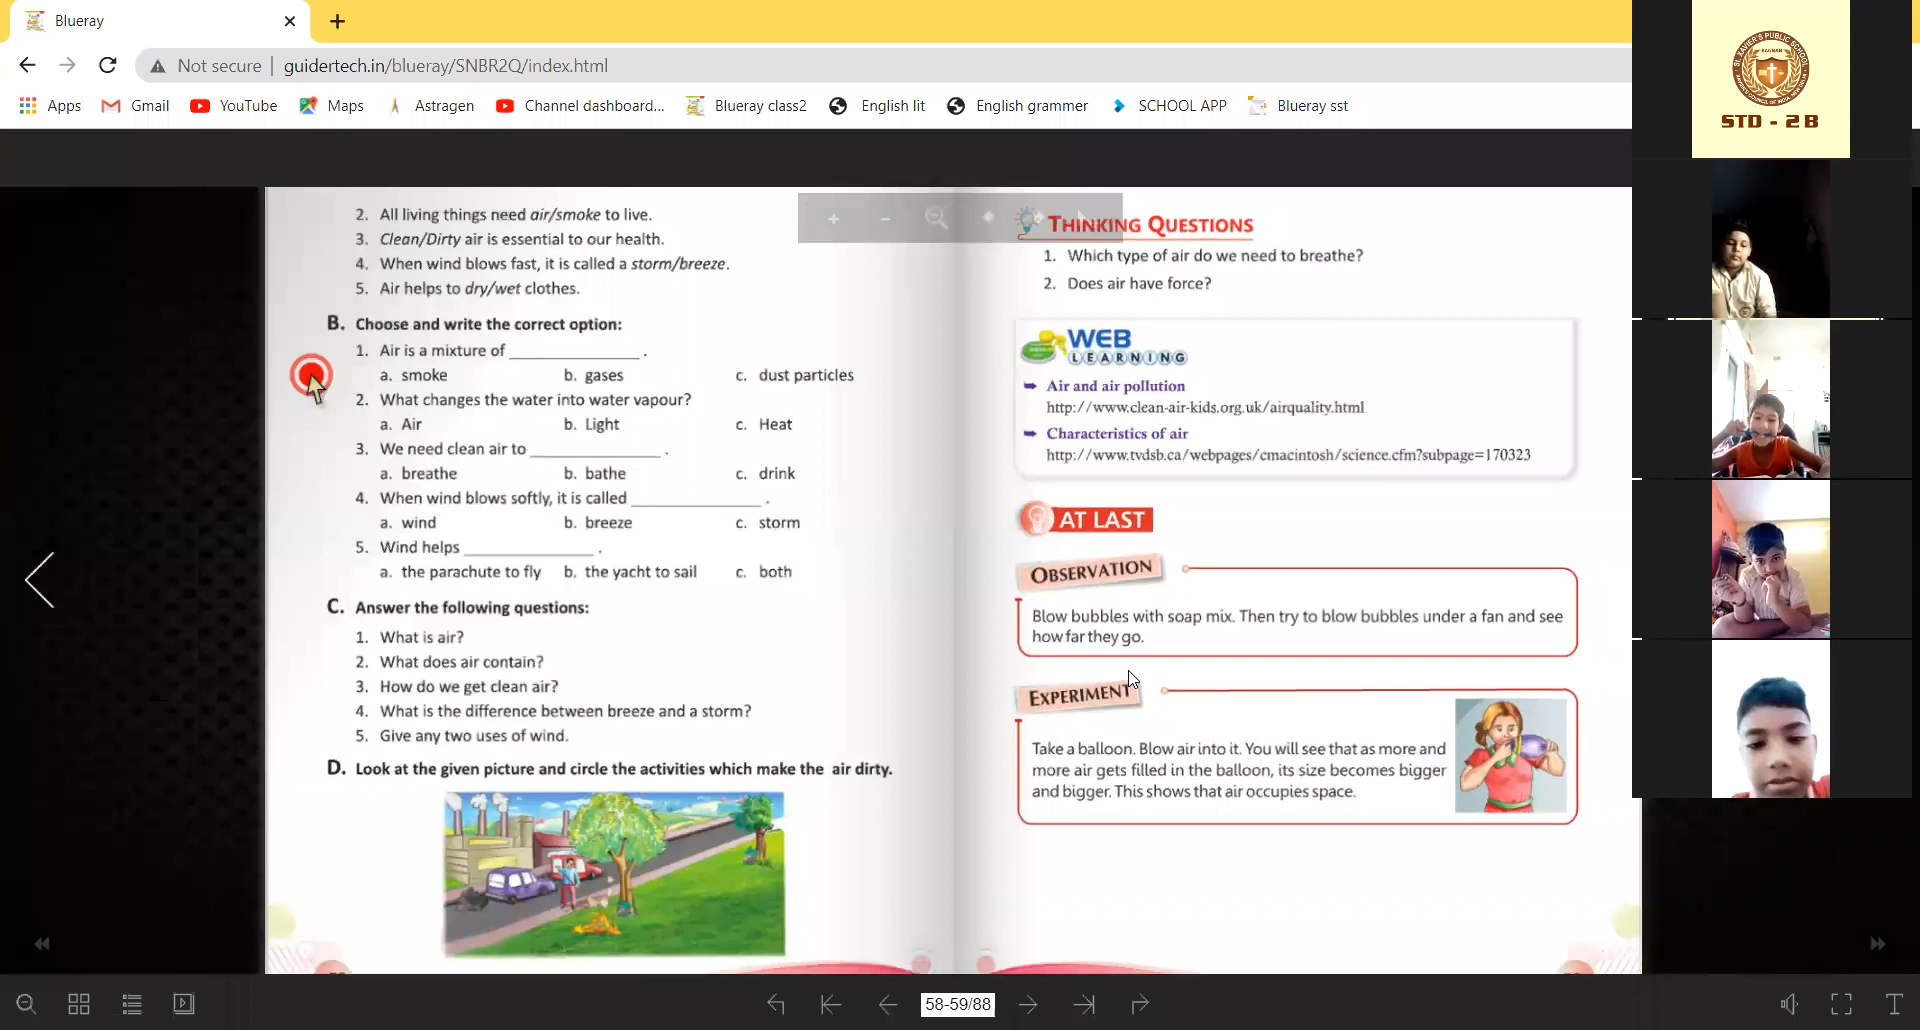 Blueray
Not secure | guidertech.in/blueray/SNBR2Q/index.html
Apps Gmail YouTube Maps Astragen Channel dashboard... Blueray class2 English lit English grammer SCHOOL APP Blueray sst
2. All living things need air/smoke to live.
3. Clean/Dirty air is essential to our health.
4. When wind blows fast, it is called a storm/breeze.
5. Air helps to dry/wet clothes.
B. Choose and write the correct option:
1. Air is a mixture of ______________ .
a. smoke b. gases c. dust particles
2. What changes the water into water vapour?
a. Air b. Light c. Heat
3. We need clean air to ______________ .
a. breathe b. bathe c. drink
4. When wind blows softly, it is called ______________ .
a. wind b. breeze c. storm
5. Wind helps ______________ .
a. the parachute to fly b. the yacht to sail c. both
C. Answer the following questions:
1. What is air?
2. What does air contain?
3. How do we get clean air?
4. What is the difference between breeze and a storm?
5. Give any two uses of wind.
D. Look at the given picture and circle the activities which make the air dirty.
THINKING QUESTIONS
1. Which type of air do we need to breathe?
2. Does air have force?
WEB
LEARNING
Air and air pollution
http://www.clean-air-kids.org.uk/airquality.html
Characteristics of air
http://www.tvdsb.ca/webpages/cmacintosh/science.cfm?subpage=170323
AT LAST
OBSERVATION
Blow bubbles with soap mix. Then try to blow bubbles under a fan and see
how far they go.
EXPERIMENT
Take a balloon. Blow air into it. You will see that as more and
more air gets filled in the balloon, its size becomes bigger
and bigger. This shows that air occupies space.
58-59/88
ST. XAVIER'S PUBLIC SCHOOL
BAGNAN
STD - 2 B